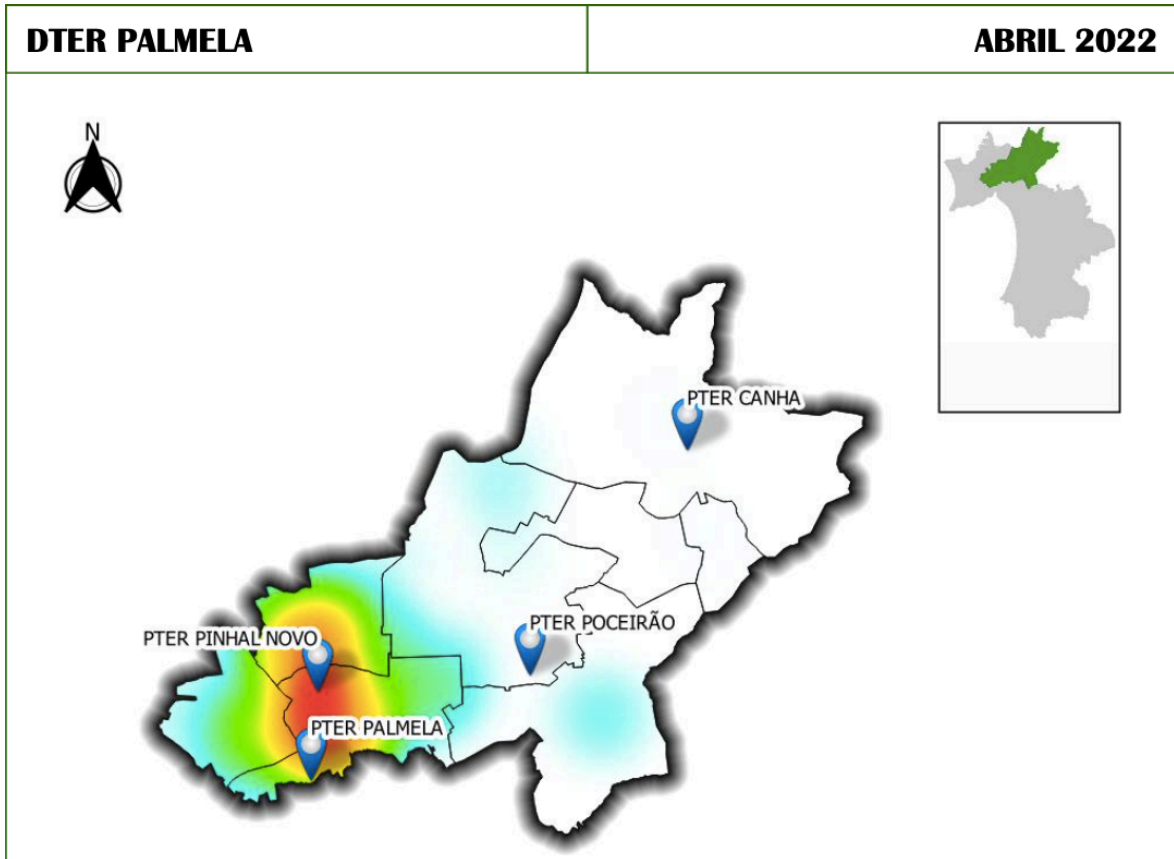 DTER PALMELA
ABRIL 2022
N
PTER CANHA
PTER POCEIRÃO
PTER PINHAL NOVO
PTER PALMELA